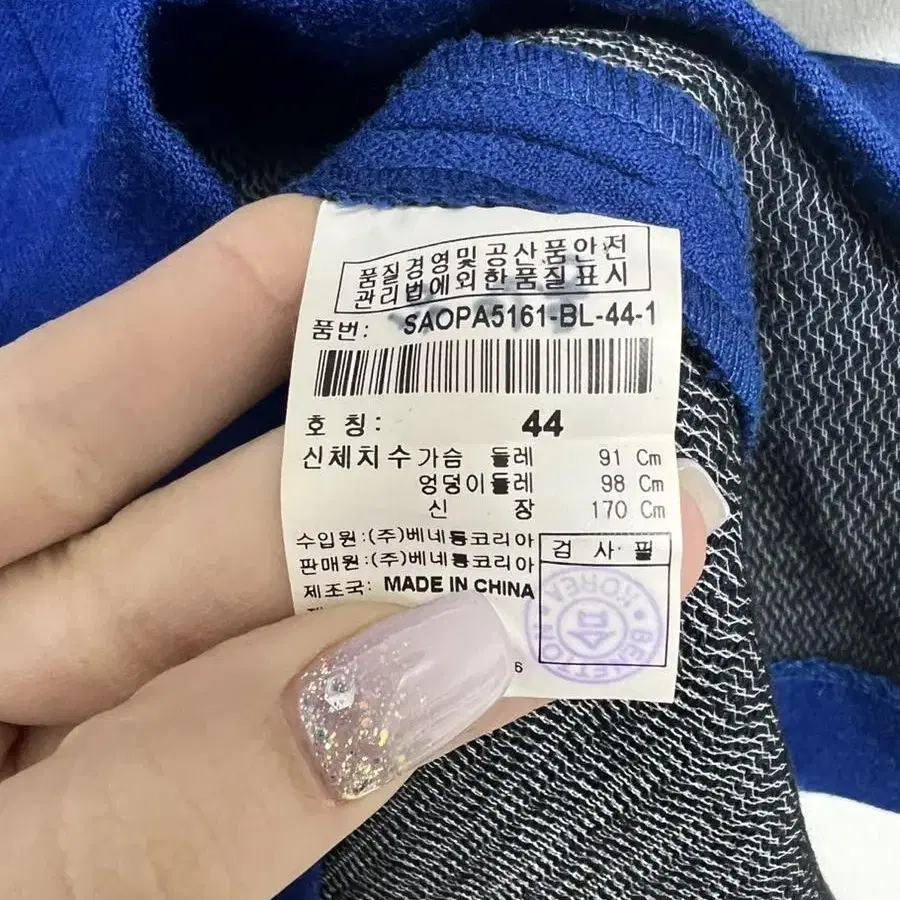 품질경영및공산품안전
관리법에의한품질표시
품번: SAOPA5161-BL-44-1
호 칭: 44
신체치수 가슴 둘레 91 Cm
엉덩이둘레 98 Cm
신 장 170 Cm
수입원:(주)베네통코리아
판매원:(주)베네통코리아
제조국: MADE IN CHINA
검 사 필
KOREA
6